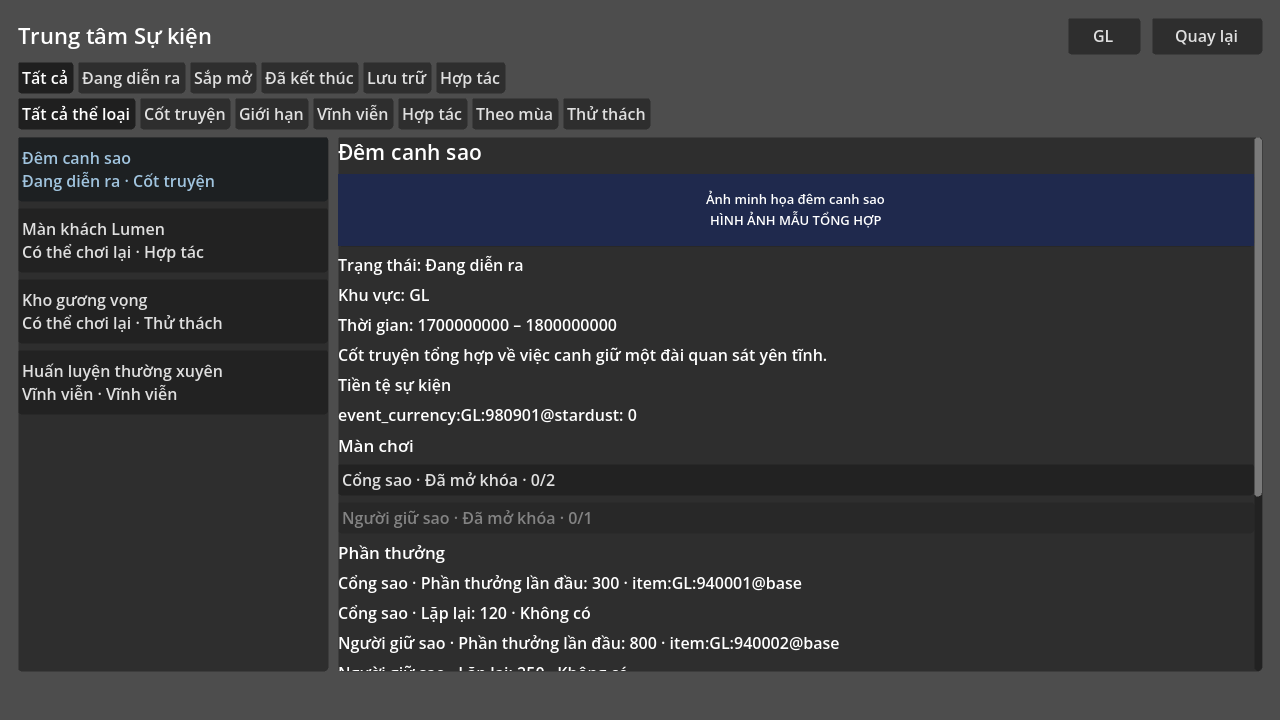 Trung tâm Sự kiện
GL
Quay lại
Tất cả
Đang diễn ra
Sắp mở
Đã kết thúc
Lưu trữ
Hợp tác
Tất cả thể loại
Cốt truyện
Giới hạn
Vĩnh viễn
Hợp tác
Theo mùa
Thử thách
Đêm canh sao
Đang diễn ra · Cốt truyện
Màn khách Lumen
Có thể chơi lại · Hợp tác
Kho gương vọng
Có thể chơi lại · Thử thách
Huấn luyện thường xuyên
Vĩnh viễn · Vĩnh viễn
Đêm canh sao
Ảnh minh họa đêm canh sao
HÌNH ẢNH MẪU TỔNG HỢP
Trạng thái: Đang diễn ra
Khu vực: GL
Thời gian: 1700000000 – 1800000000
Cốt truyện tổng hợp về việc canh giữ một đài quan sát yên tĩnh.
Tiền tệ sự kiện
event_currency:GL:980901@stardust: 0
Màn chơi
Cổng sao · Đã mở khóa · 0/2
Người giữ sao · Đã mở khóa · 0/1
Phần thưởng
Cổng sao · Phần thưởng lần đầu: 300 · item:GL:940001@base
Cổng sao · Lặp lại: 120 · Không có
Người giữ sao · Phần thưởng lần đầu: 800 · item:GL:940002@base
Người giữ sao · Lặp lại: 250 · Không có